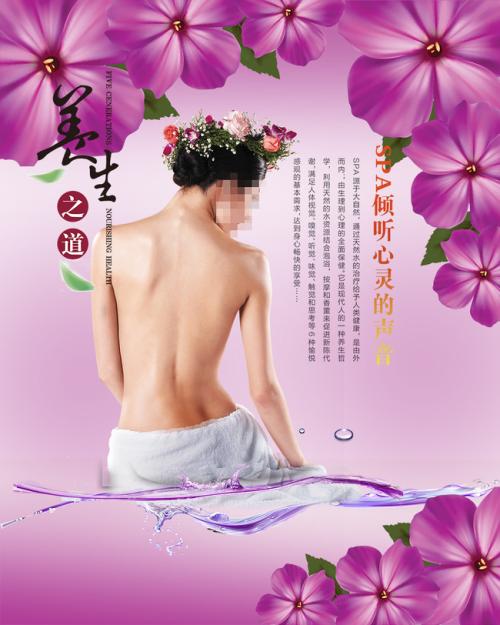 养生
之道
FIVE GENERATIONS
NOURISHING HEALTH
SPA倾听心灵的声音
SPA源于大自然，通过天然水的治疗给予人类健康，是由外
而内，由生理到心理的全面保健。它是现代人的一种养生哲
学，利用天然的水资源结合泡浴，按摩和香薰来促进新陈代
谢，满足人体视觉、嗅觉、听觉、味觉、触觉和思考等6种愉悦
感观的基本需求，达到身心畅快的享受……